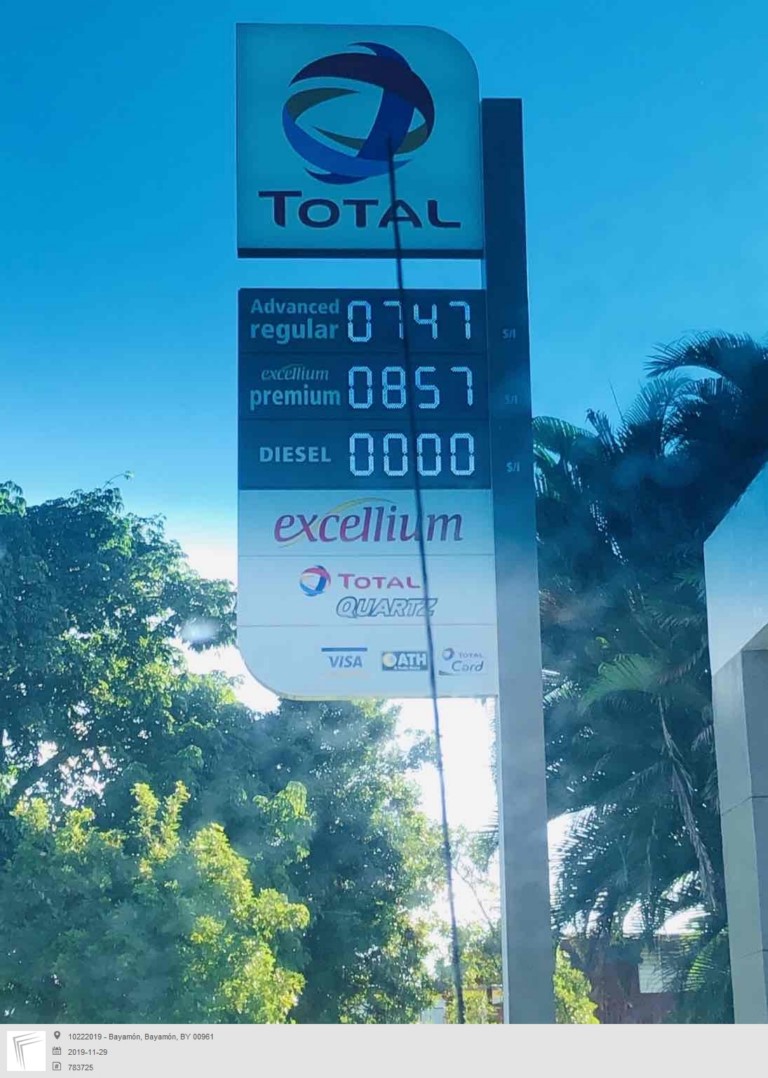 TOTAL
Advanced
regular 0747 $/l
excellium
premium 0857 $/l
DIESEL 0000 $/l
excellium
TOTAL
QUARTZ
VISA ATH TOTAL
Card
10222019 - Bayamón, Bayamón, BY 00961
2019-11-29
783725